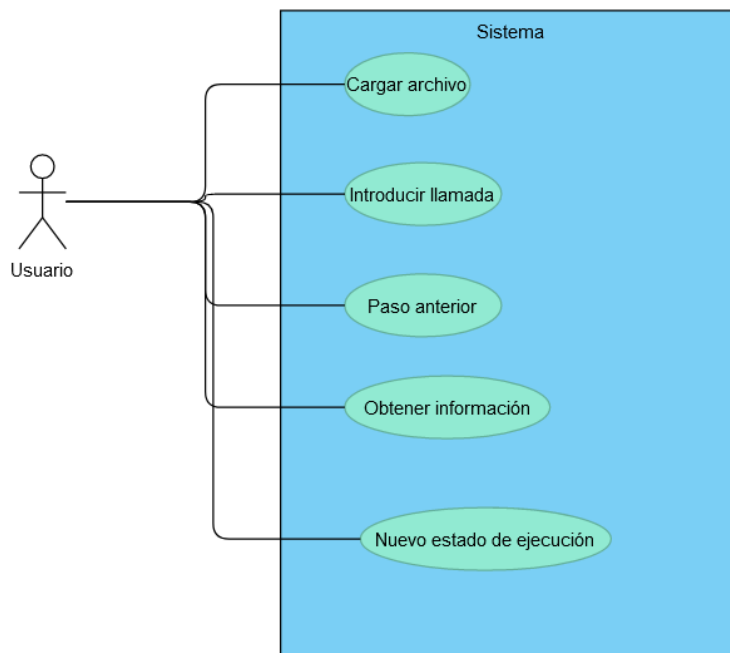 Sistema
Cargar archivo
Introducir llamada
Usuario
Paso anterior
Obtener información
Nuevo estado de ejecución